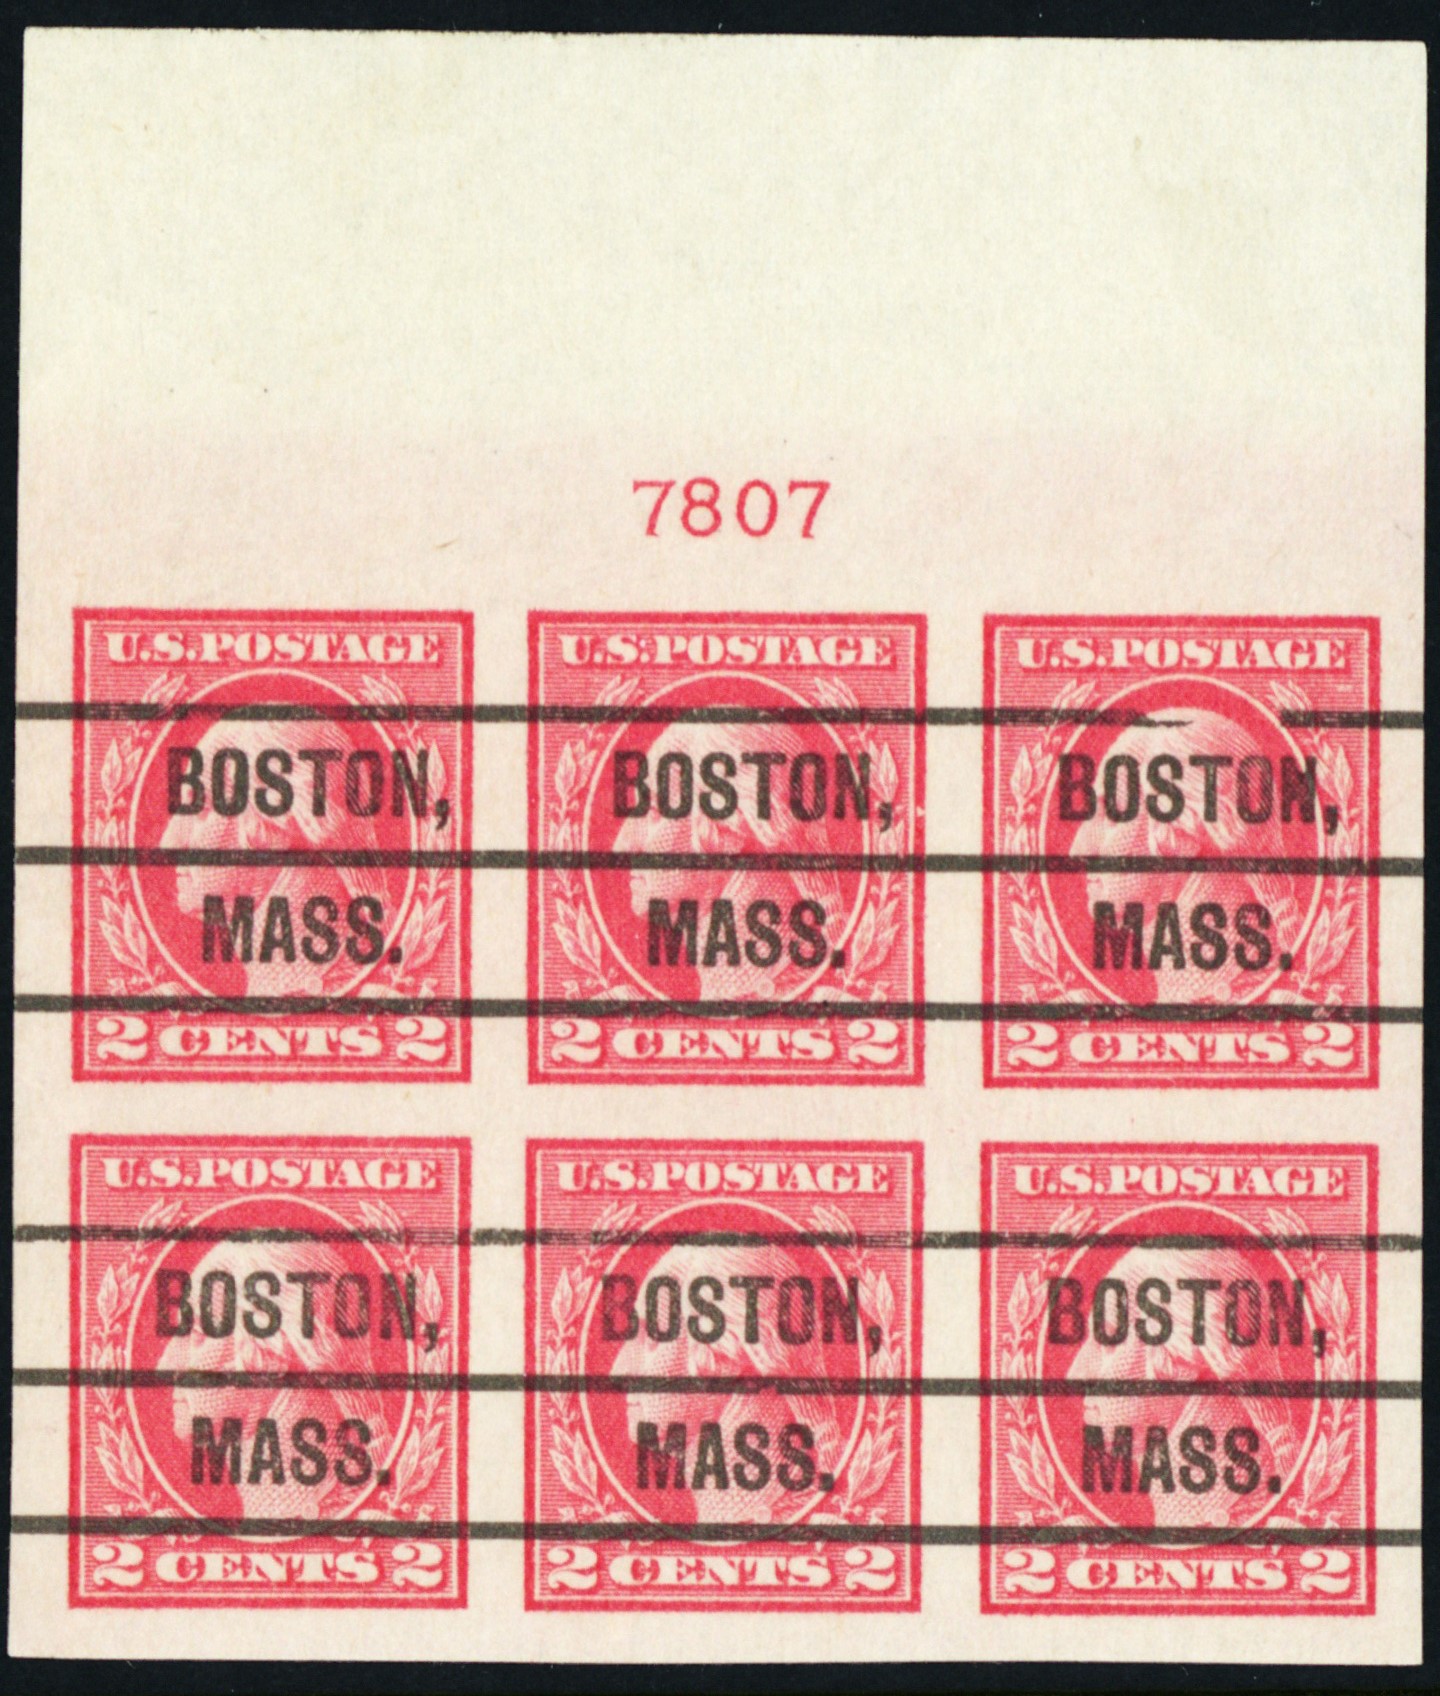 7807
U.S.POSTAGE U.S.POSTAGE U.S.POSTAGE
BOSTON, BOSTON, BOSTON,
MASS. MASS. MASS.
2 CENTS 2 2 CENTS 2 2 CENTS 2
U.S.POSTAGE U.S.POSTAGE U.S.POSTAGE
BOSTON, BOSTON, BOSTON,
MASS. MASS. MASS.
2 CENTS 2 2 CENTS 2 2 CENTS 2